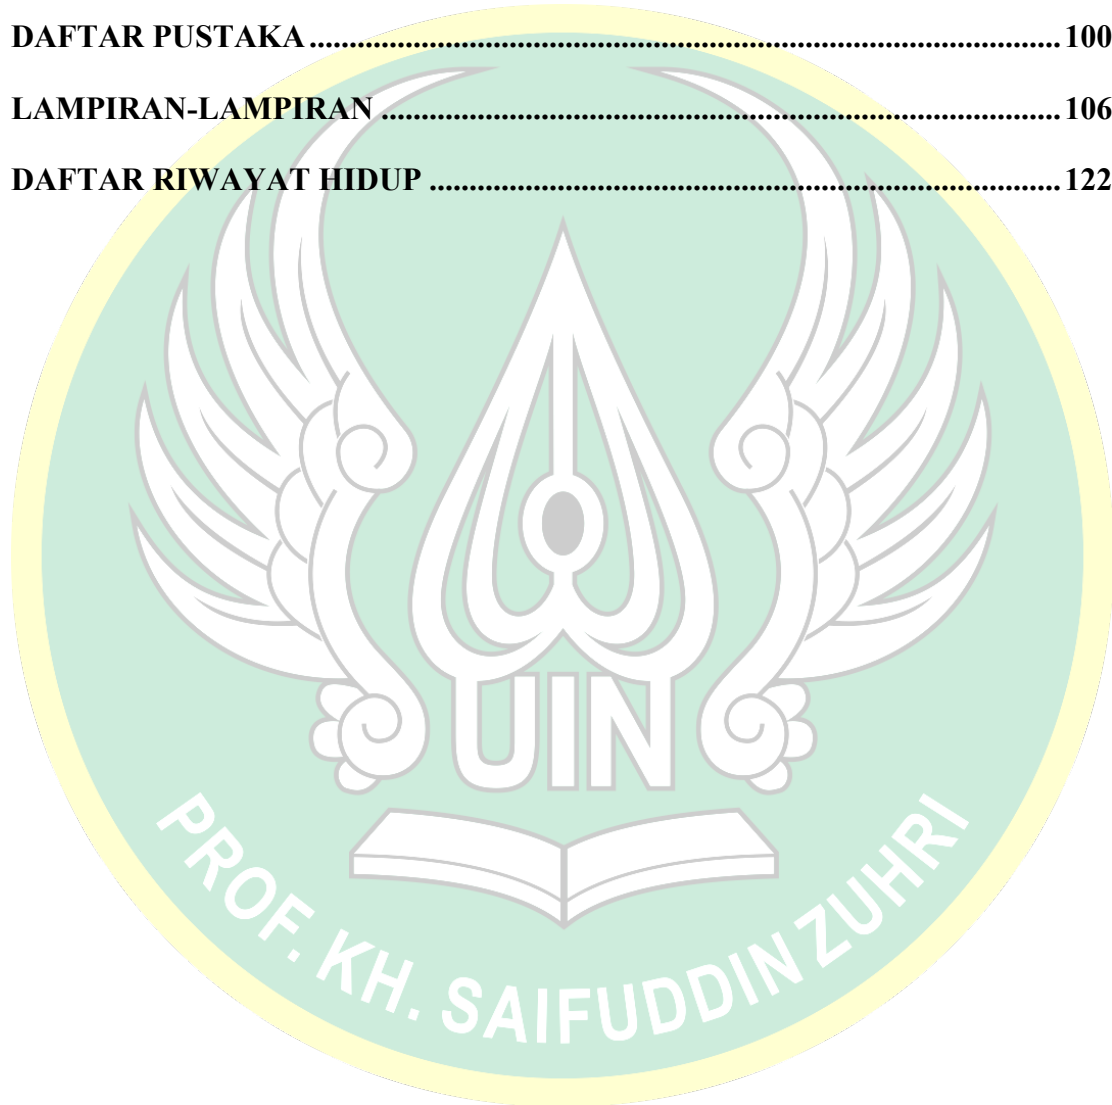 DAFTAR PUSTAKA ................................................................................ 100
LAMPIRAN-LAMPIRAN ........................................................................ 106
DAFTAR RIWAYAT HIDUP ................................................................... 122
UIN
PROF. KH. SAIFUDDIN ZUHRI